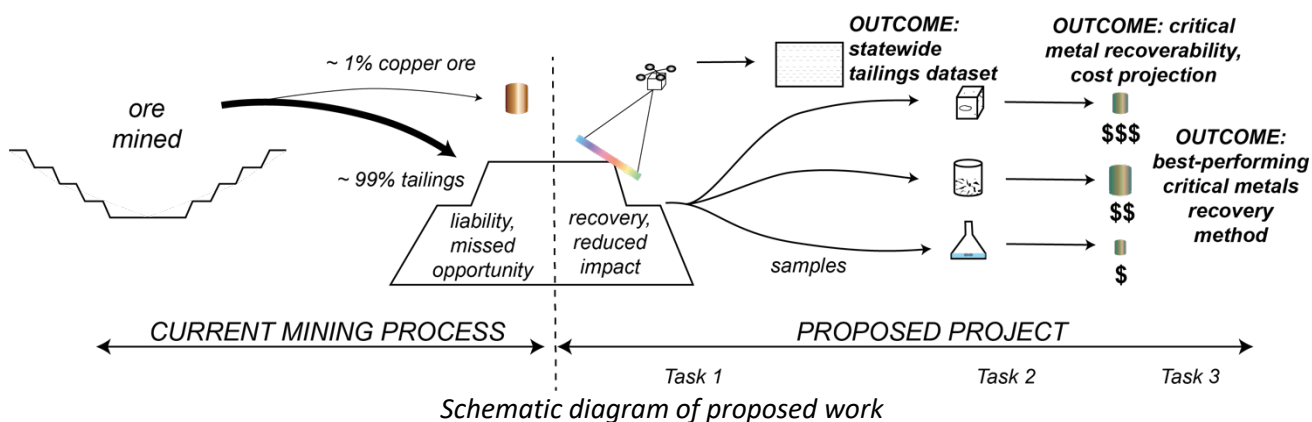 ore
mined
~ 1% copper ore
~ 99% tailings
liability,
missed
opportunity
recovery,
reduced
impact
samples
OUTCOME:
statewide
tailings dataset
OUTCOME: critical
metal recoverability,
cost projection
$$$
$$
$
OUTCOME:
best-performing
critical metals
recovery
method
CURRENT MINING PROCESS
PROPOSED PROJECT
Task 1
Task 2
Task 3
Schematic diagram of proposed work